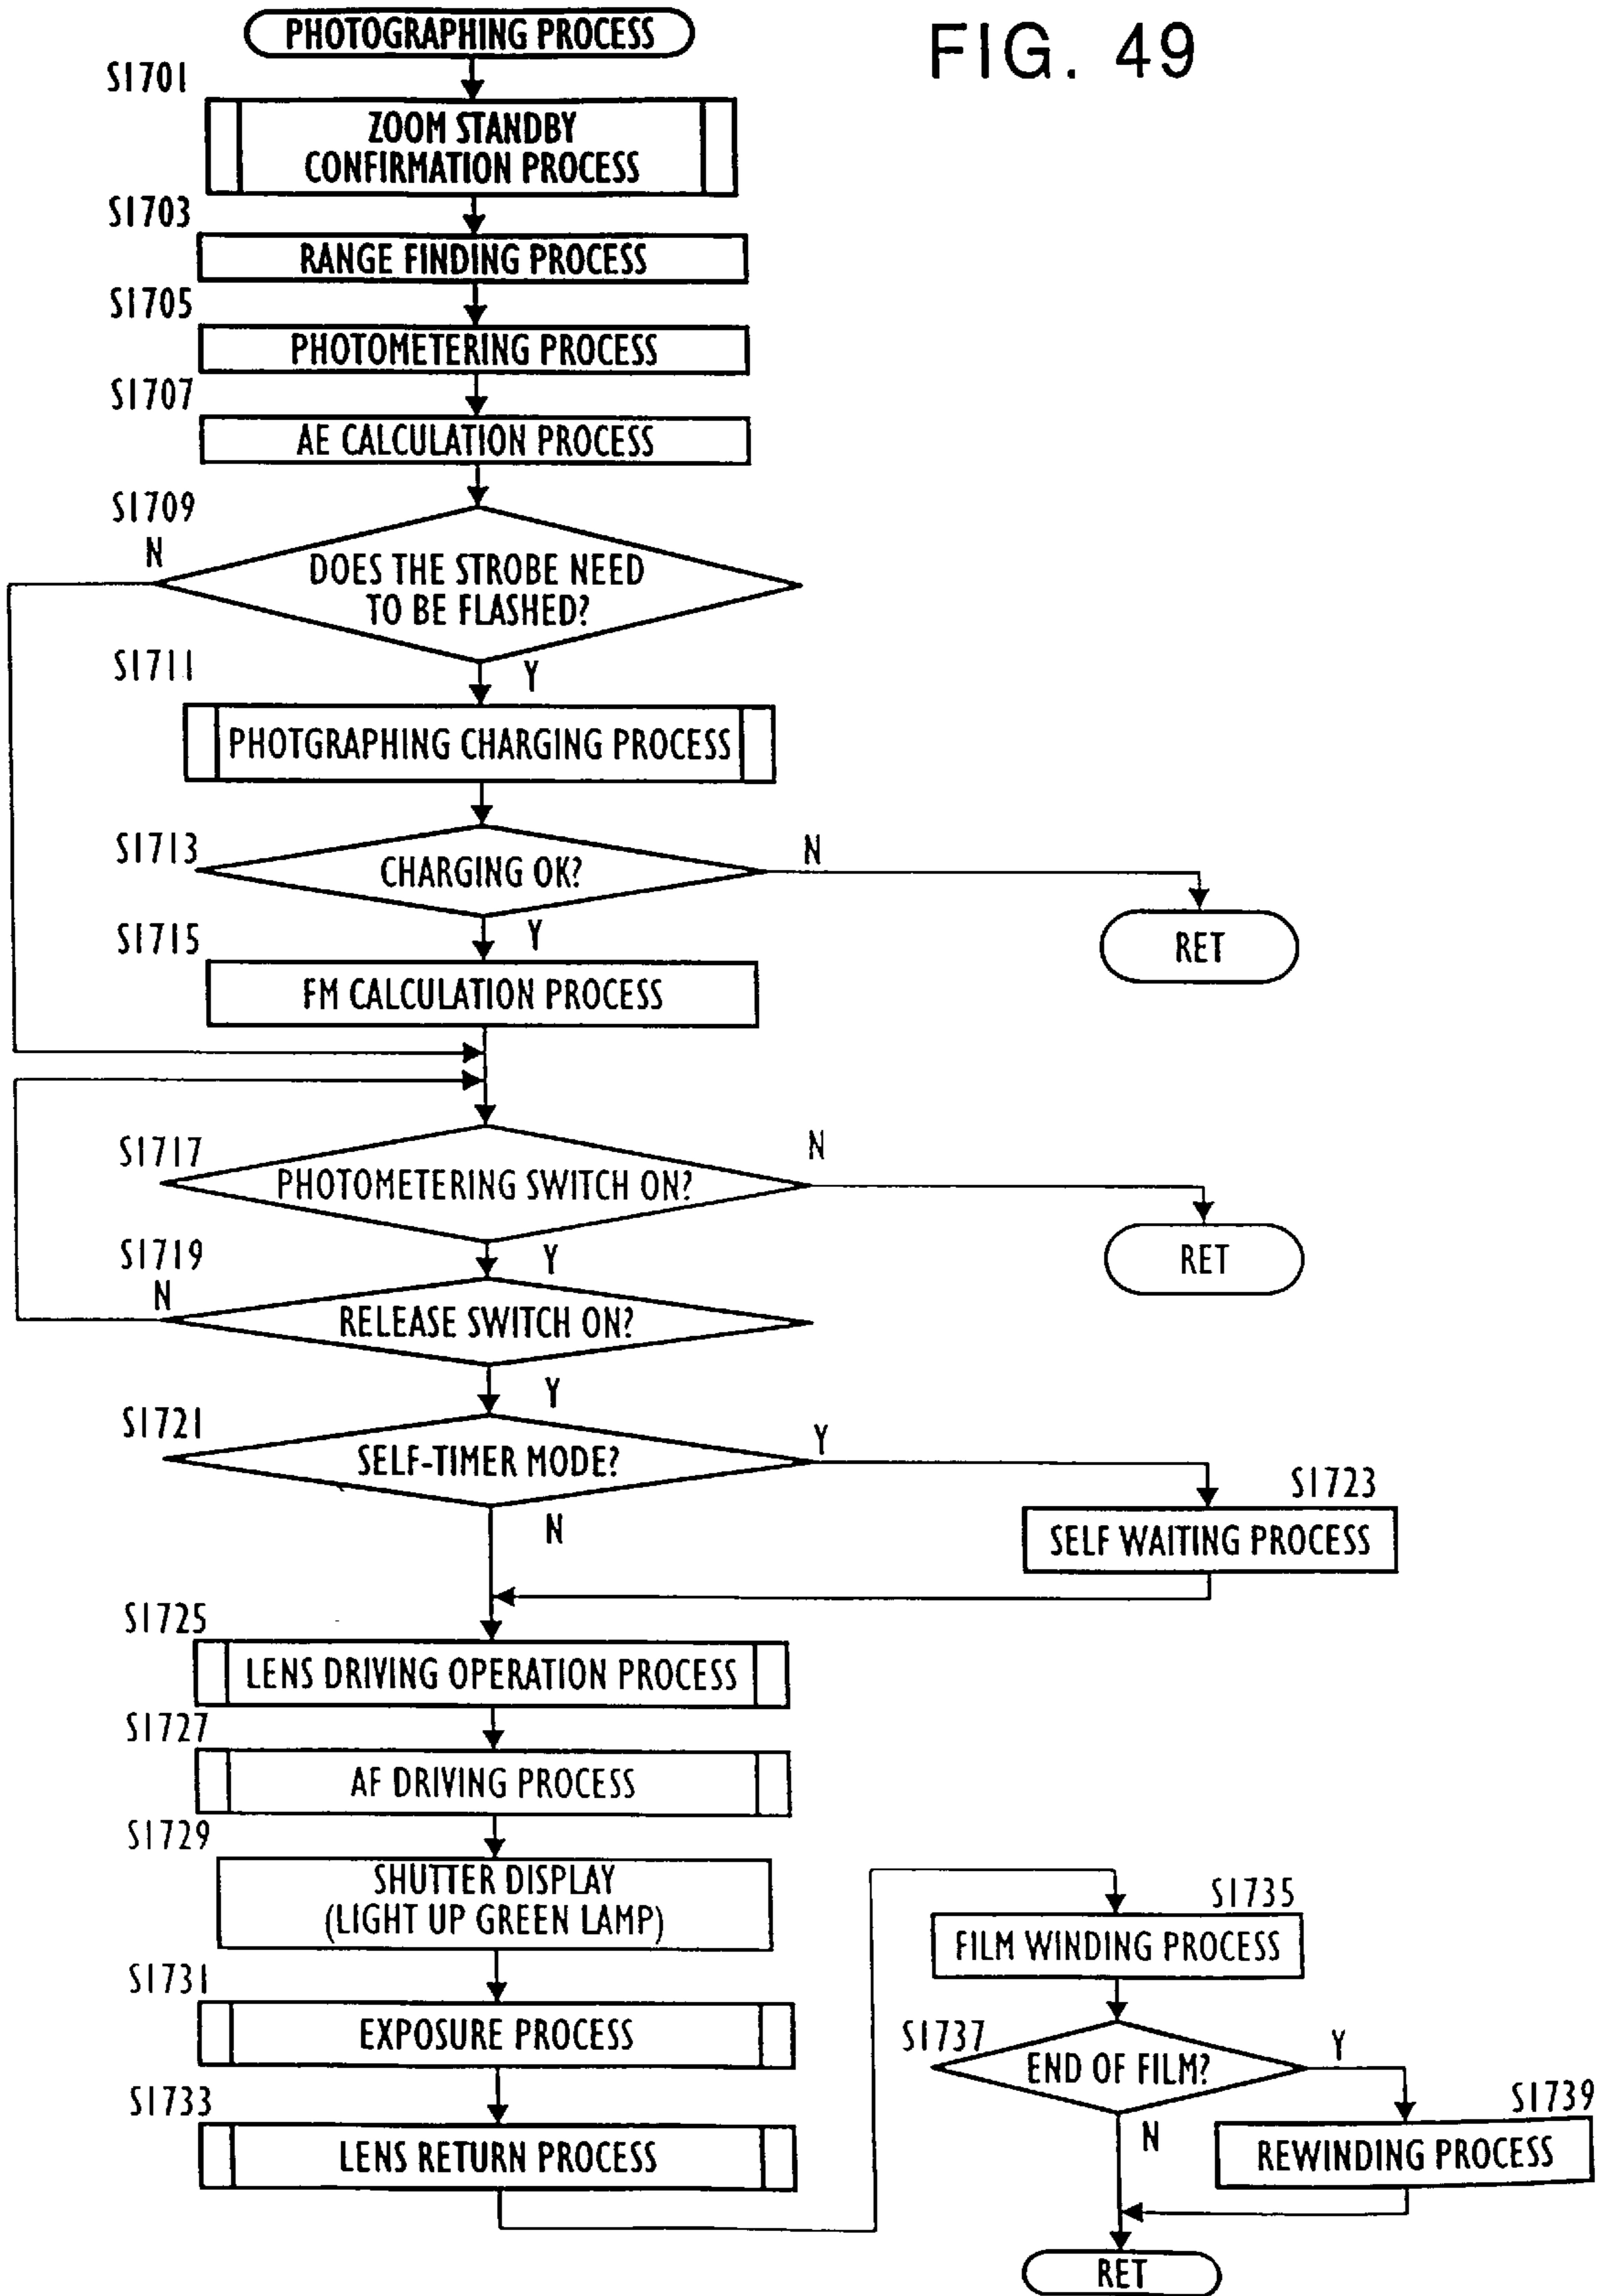 FIG. 49
PHOTOGRAPHING PROCESS
S1701
ZOOM STANDBY
CONFIRMATION PROCESS
S1703
RANGE FINDING PROCESS
S1705
PHOTOMETERING PROCESS
S1707
AE CALCULATION PROCESS
S1709
N
DOES THE STROBE NEED
TO BE FLASHED?
Y
S1711
PHOTGRAPHING CHARGING PROCESS
S1713
CHARGING OK?
N
RET
Y
S1715
FM CALCULATION PROCESS
S1717
PHOTOMETERING SWITCH ON?
N
RET
Y
S1719
N
RELEASE SWITCH ON?
Y
S1721
SELF-TIMER MODE?
Y
S1723
SELF WAITING PROCESS
N
S1725
LENS DRIVING OPERATION PROCESS
S1727
AF DRIVING PROCESS
S1729
SHUTTER DISPLAY
(LIGHT UP GREEN LAMP)
S1731
EXPOSURE PROCESS
S1733
LENS RETURN PROCESS
S1735
FILM WINDING PROCESS
S1737
END OF FILM?
Y
S1739
REWINDING PROCESS
N
RET